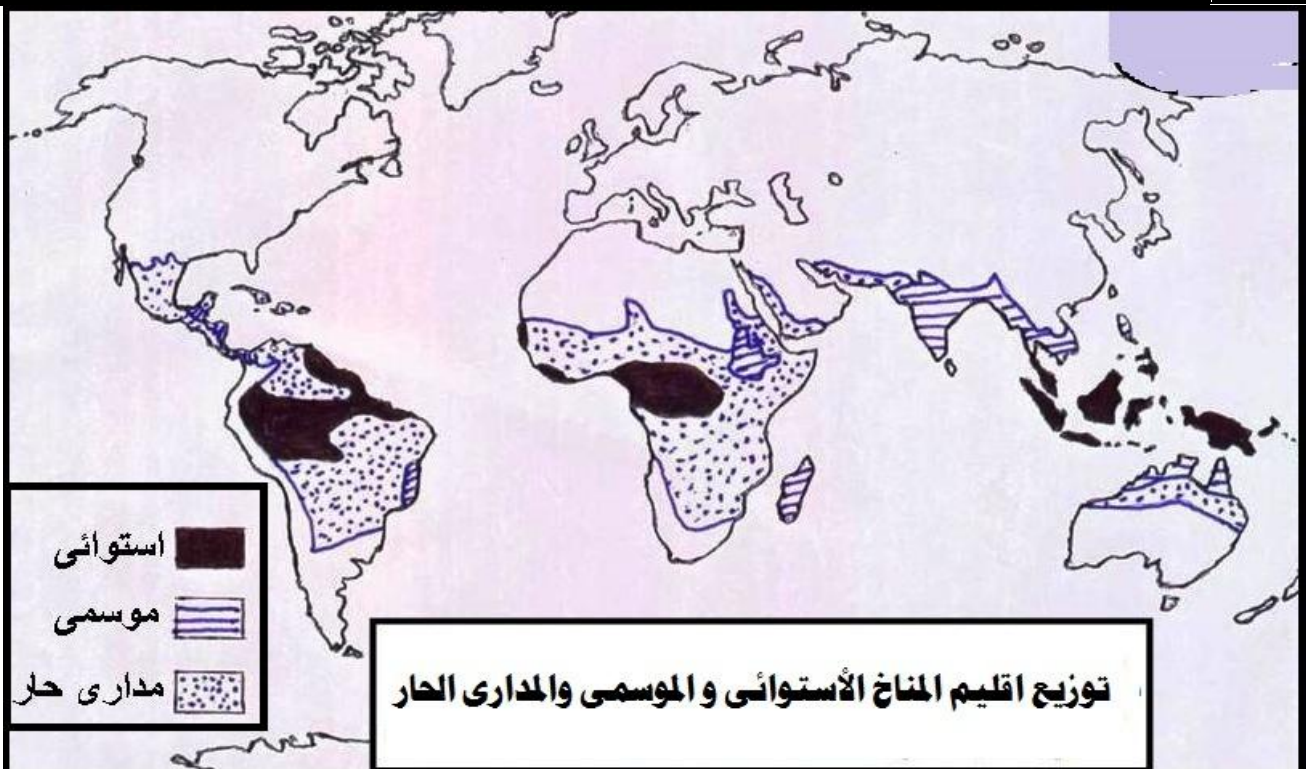 استوائى
موسمى
مدارى حار
توزيع اقليم المناخ الأستوائى و الموسمى والمدارى الحار